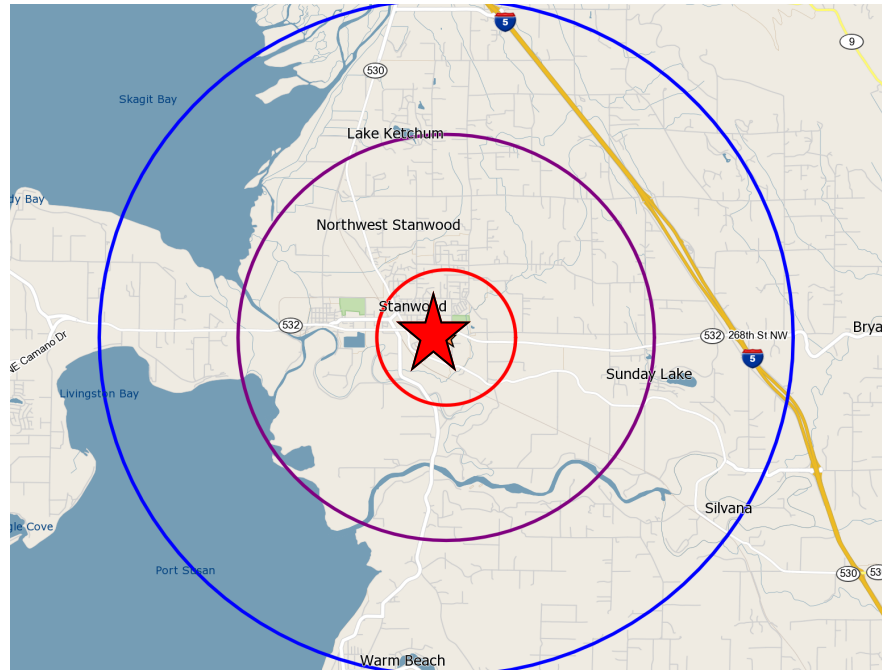 5
9
530
Skagit Bay
Lake Ketchum
dy Bay
Northwest Stanwood
Stanwood
532
532
268th St NW
Brya
NE Camano Dr
5
Sunday Lake
Livingston Bay
Silvana
gle Cove
Port Susan
530
53
Warm Beach